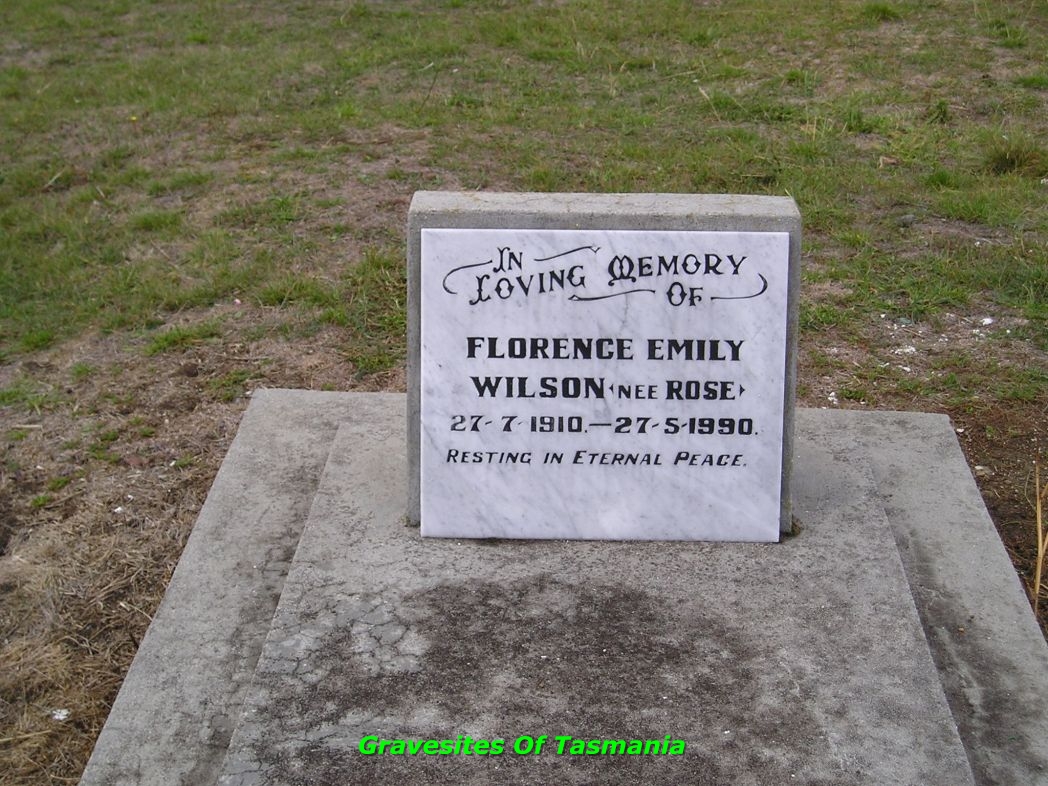 IN LOVING MEMORY OF
FLORENCE EMILY
WILSON (NEE ROSE)
27-7-1910.—27-5-1990.
RESTING IN ETERNAL PEACE.
Gravesites Of Tasmania